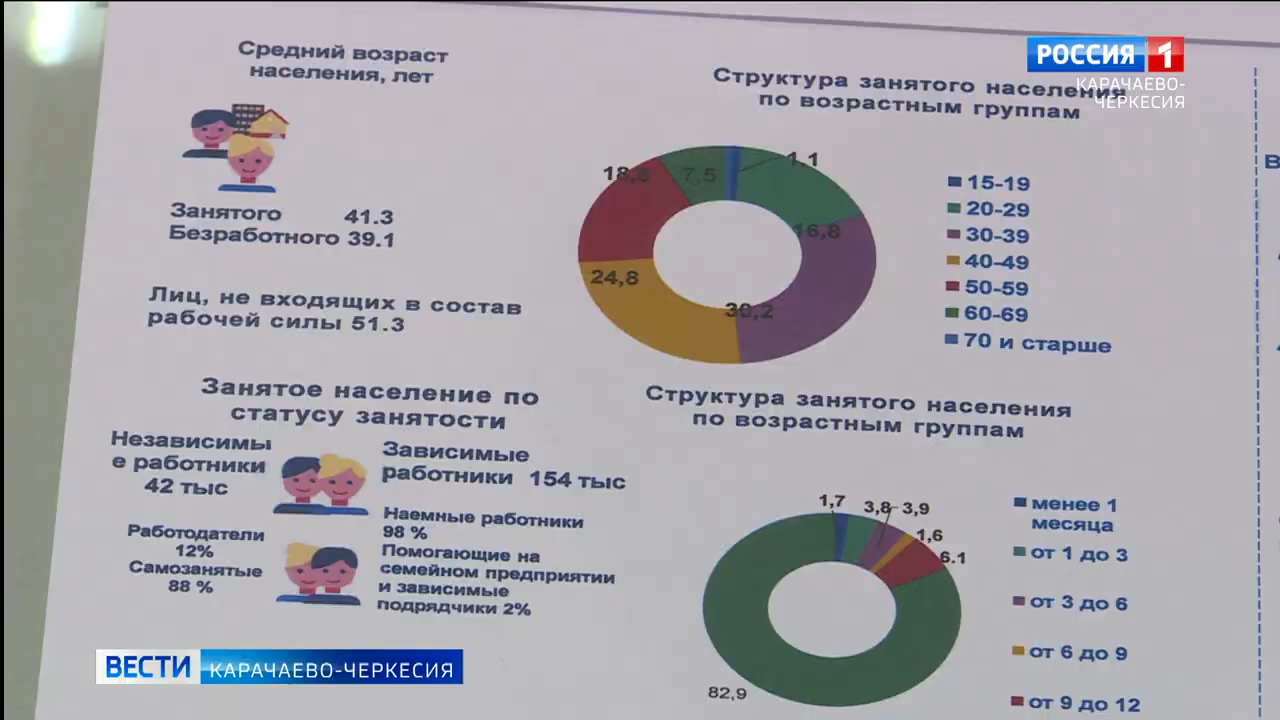 Средний возраст
населения, лет
Занятого 41.3
Безработного 39.1
Лиц, не входящих в состав
рабочей силы 51.3
Занятое население по
статусу занятости
Независимы
е работники
42 тыс
Зависимые
работники 154 тыс
Работодатели
12%
Самозанятые
88 %
Наемные работники
98 %
Помогающие на
семейном предприятии
и зависимые
подрядчики 2%
РОССИЯ 1
КАРАЧАЕВО-
ЧЕРКЕСИЯ
Структура занятого населения
по возрастным группам
1,1
7,5
16,8
24,8
30,2
15-19
20-29
30-39
40-49
50-59
60-69
70 и старше
Структура занятого населения
по возрастным группам
1,7
3,8
3,9
1,6
6.1
82,9
менее 1
месяца
от 1 до 3
от 3 до 6
от 6 до 9
от 9 до 12
ВЕСТИ КАРАЧАЕВО-ЧЕРКЕСИЯ